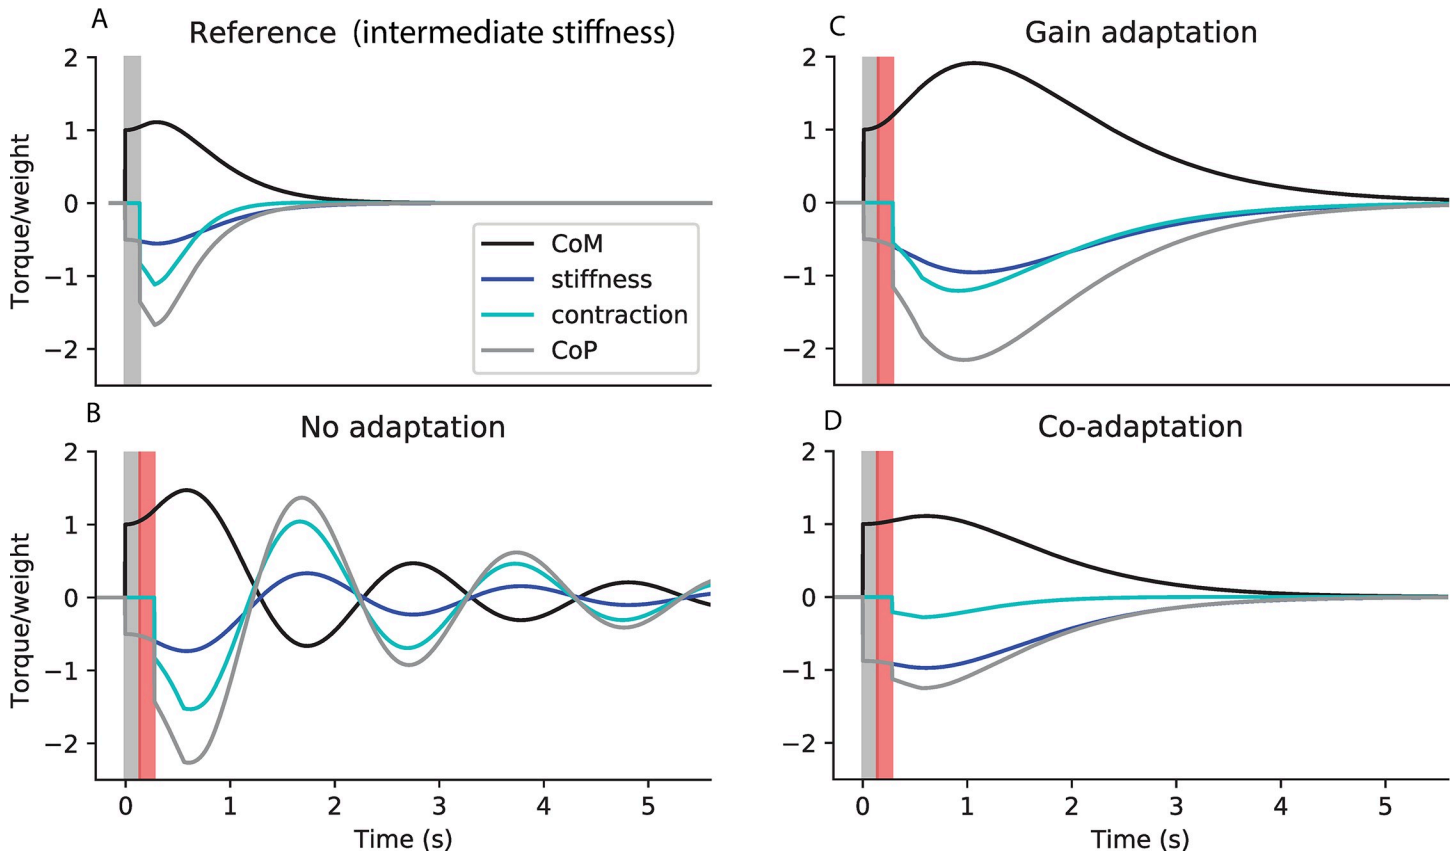 A
Reference (intermediate stiffness)
2
1
0
−1
−2
Torque/weight
CoM
stiffness
contraction
CoP
C
Gain adaptation
2
1
0
−1
−2
B
No adaptation
2
1
0
−1
−2
Torque/weight
0 1 2 3 4 5
Time (s)
D
Co-adaptation
2
1
0
−1
−2
0 1 2 3 4 5
Time (s)